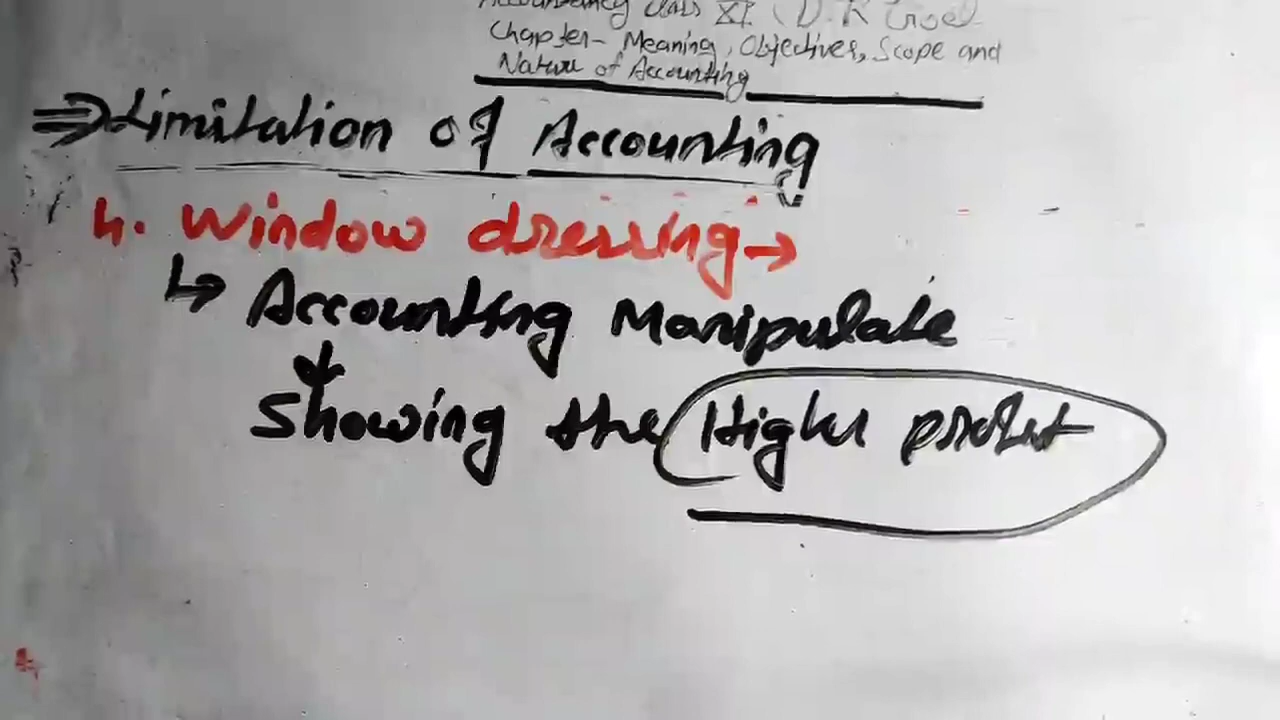 Accountancy Class XI (D.K Goel
Chapter- Meaning, Objectives, Scope and
Nature of Accounting
⇒ Limitation of Accounting
4. Window dressing→
↳ Accounting Manipulate
&
Showing the Higher profit